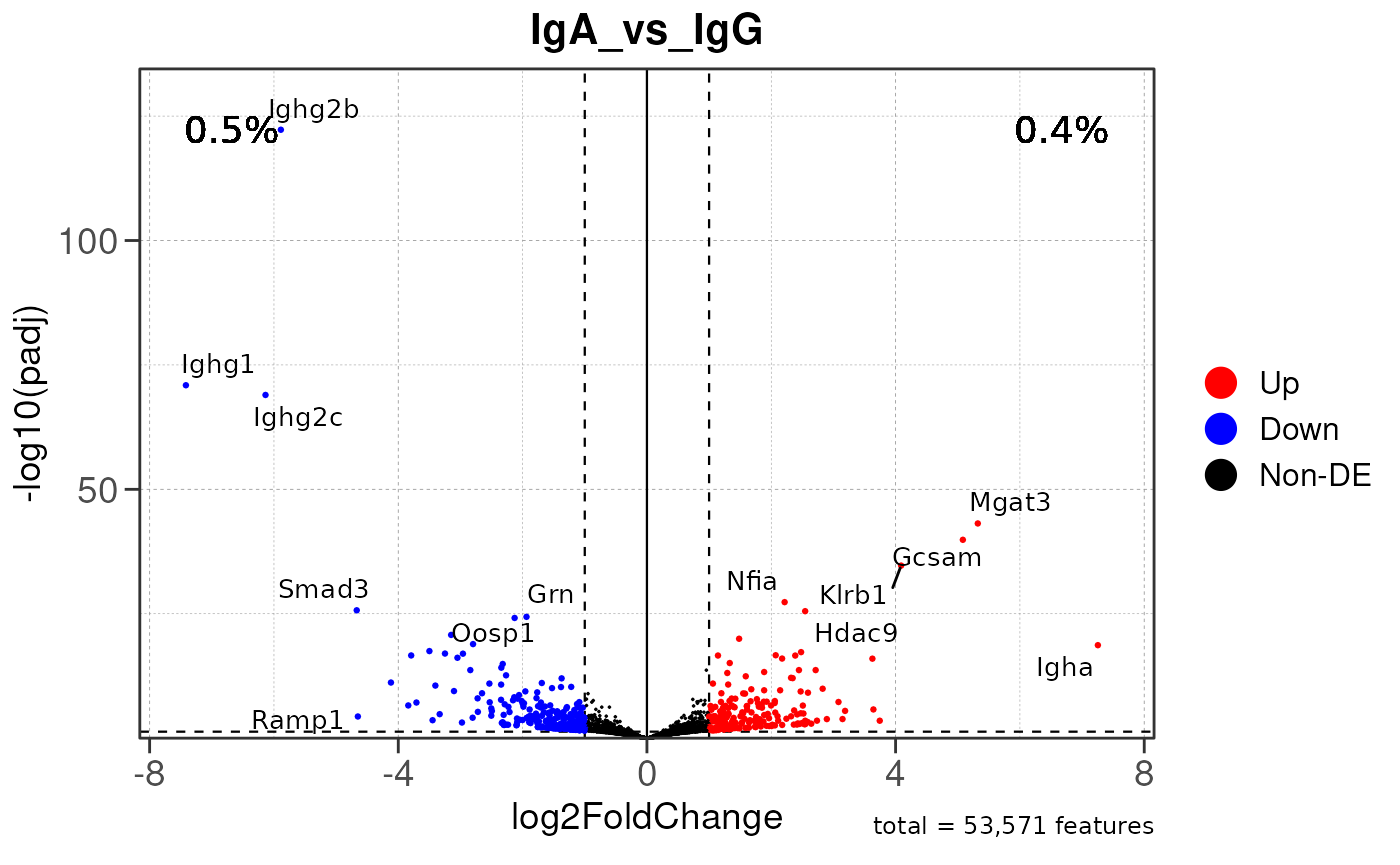 IgA_vs_IgG
Ighg2b
0.5%
0.4%
100
Ighg1
Ighg2c
-log10(padj)
Up
Down
Non-DE
50
Mgat3
Gcsam
Smad3
Grn
Nfia
Klrb1
Oosp1
Hdac9
Igha
Ramp1
-8
-4
0
4
8
log2FoldChange
total = 53,571 features